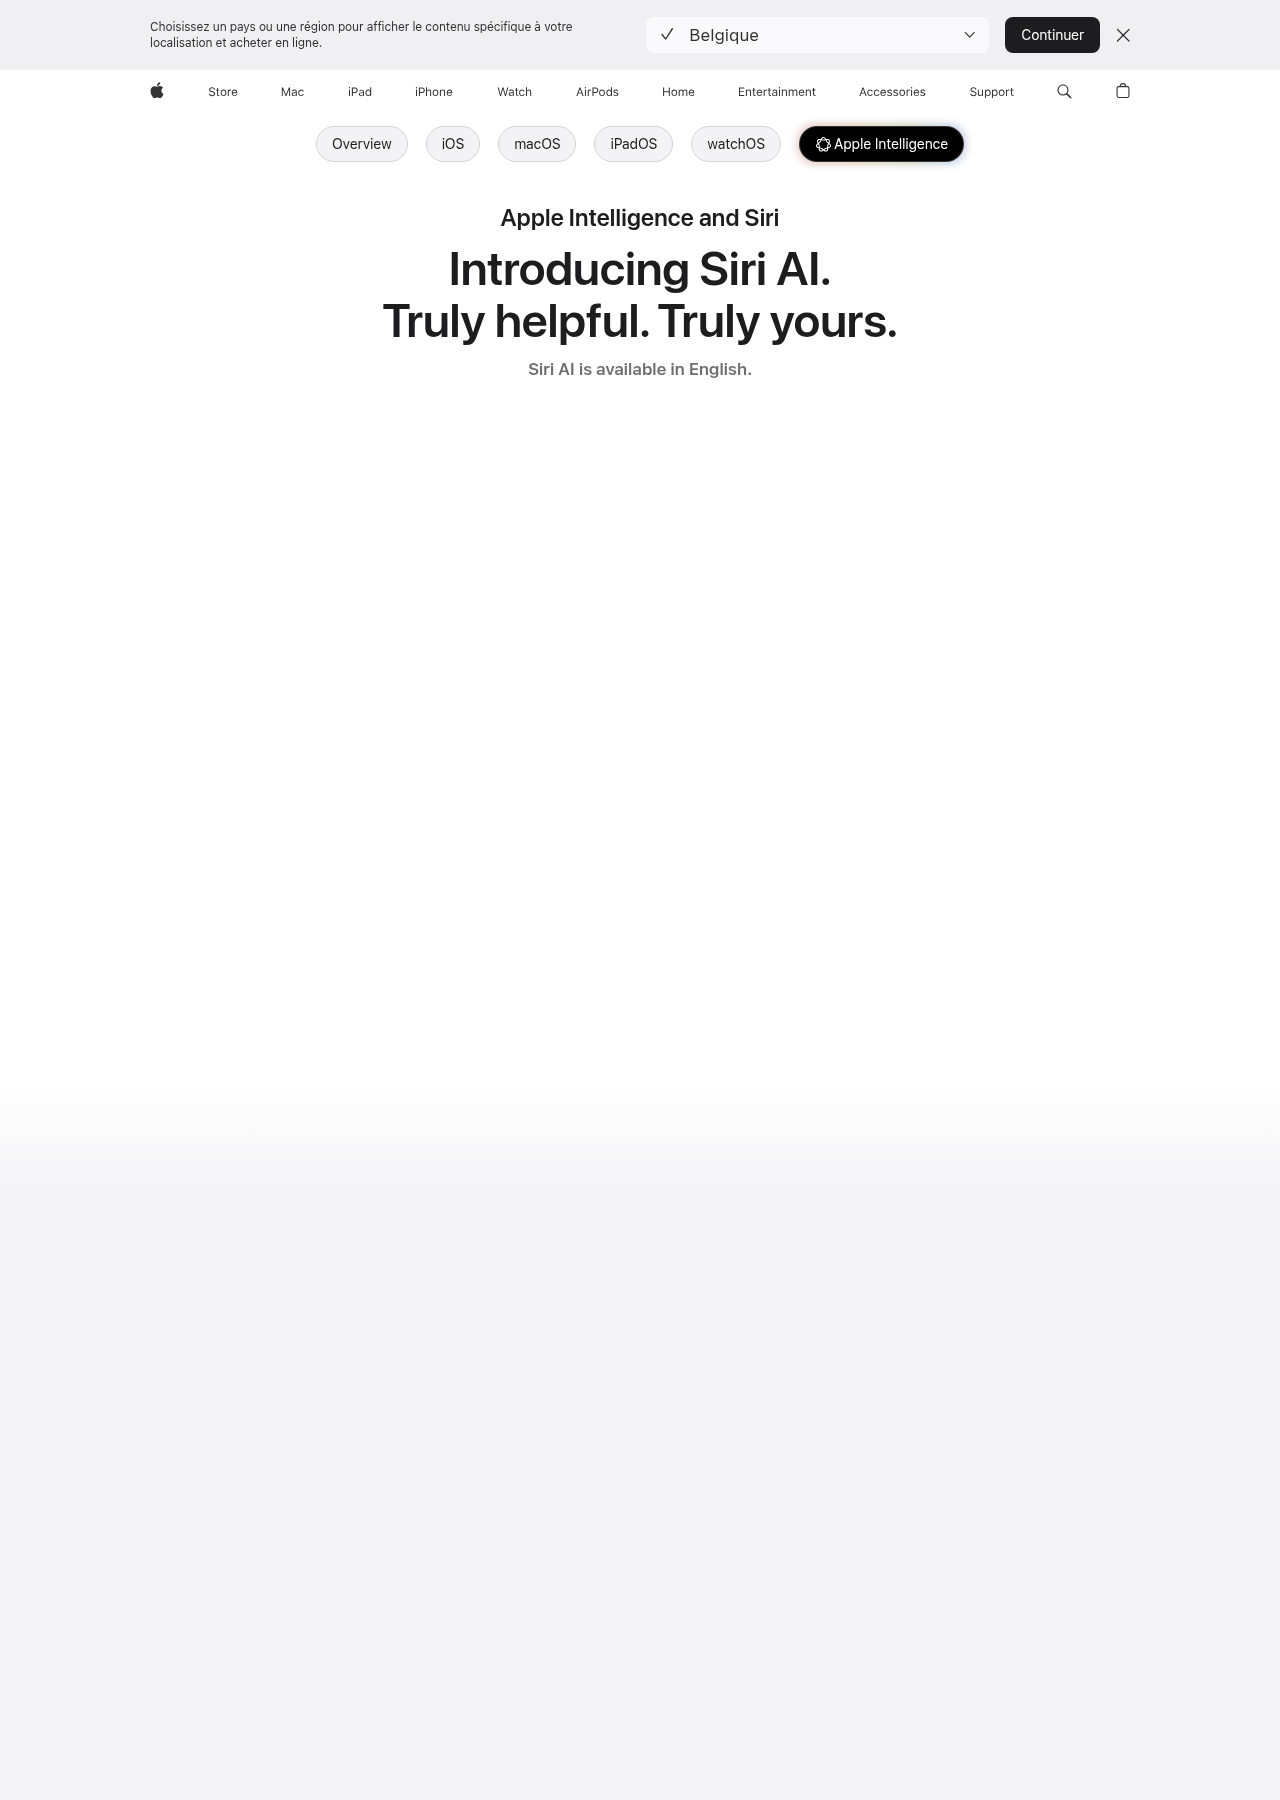 Choisissez un pays ou une région pour afficher le contenu spécifique à votre
localisation et acheter en ligne.
Belgique
Continuer
Store
Mac
iPad
iPhone
Watch
AirPods
Home
Entertainment
Accessories
Support
Overview
iOS
macOS
iPadOS
watchOS
Apple Intelligence
Apple Intelligence and Siri
Introducing Siri AI.
Truly helpful. Truly yours.
Siri AI is available in English.